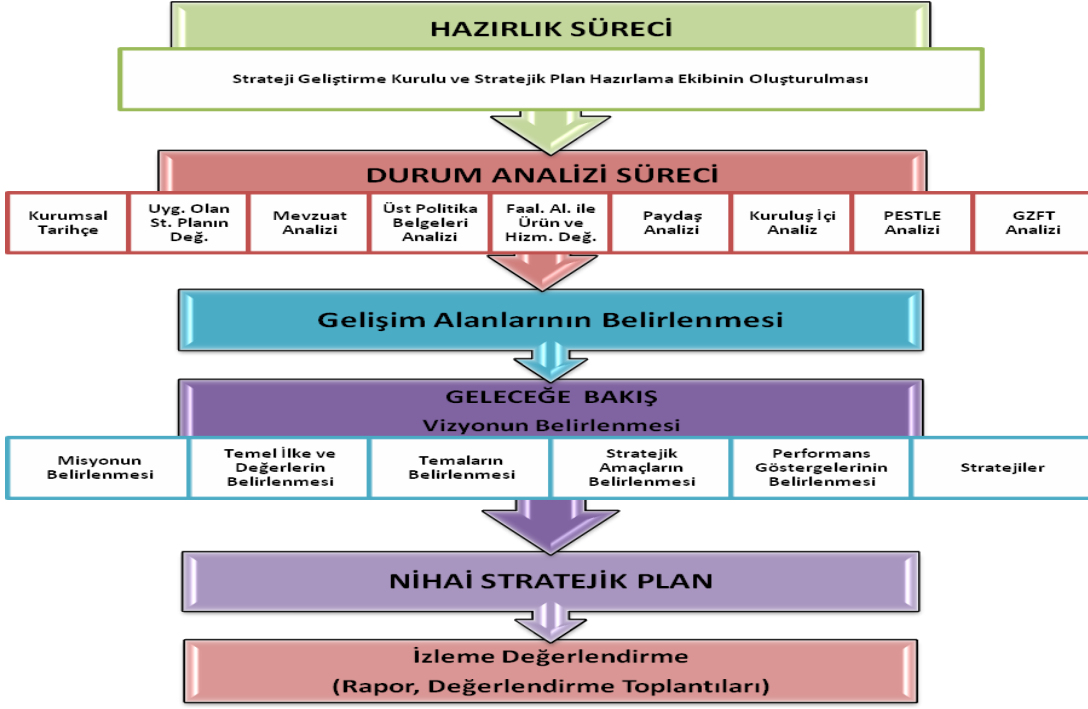 HAZIRLIK SÜRECİ
Strateji Geliştirme Kurulu ve Stratejik Plan Hazırlama Ekibinin Oluşturulması
DURUM ANALİZİ SÜRECİ
Kurumsal
Tarihçe
Uyg. Olan
St. Planın
Değ.
Mevzuat
Analizi
Üst Politika
Belgeleri
Analizi
Faal. Al. ile
Ürün ve
Hizm. Değ.
Paydaş
Analizi
Kuruluş İçi
Analiz
PESTLE
Analizi
GZFT
Analizi
Gelişim Alanlarının Belirlenmesi
GELECEĞE BAKIŞ
Vizyonun Belirlenmesi
Misyonun
Belirlenmesi
Temel İlke ve
Değerlerin
Belirlenmesi
Temaların
Belirlenmesi
Stratejik
Amaçların
Belirlenmesi
Performans
Göstergelerinin
Belirlenmesi
Stratejiler
NİHAİ STRATEJİK PLAN
İzleme Değerlendirme
(Rapor, Değerlendirme Toplantıları)